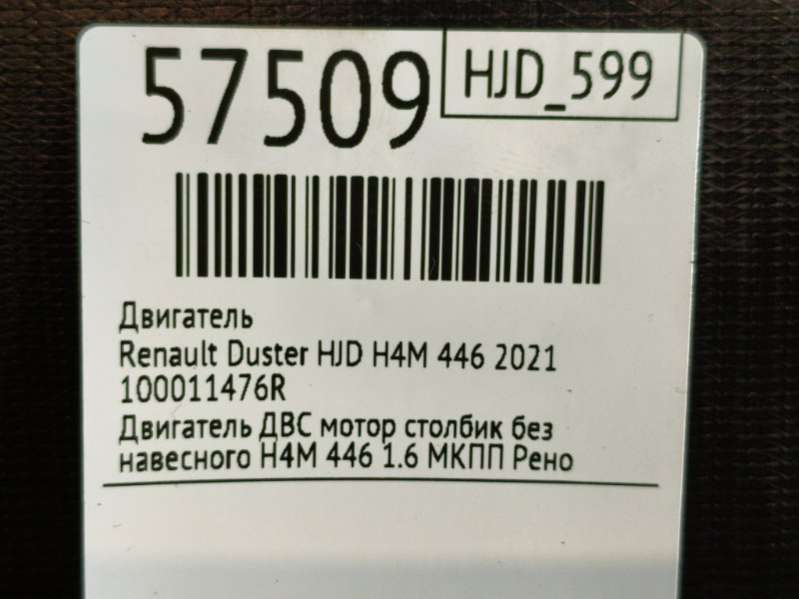 57509
HJD_599
Двигатель
Renault Duster HJD H4M 446 2021
100011476R
Двигатель ДВС мотор столбик без
навесного H4M 446 1.6 МКПП Рено